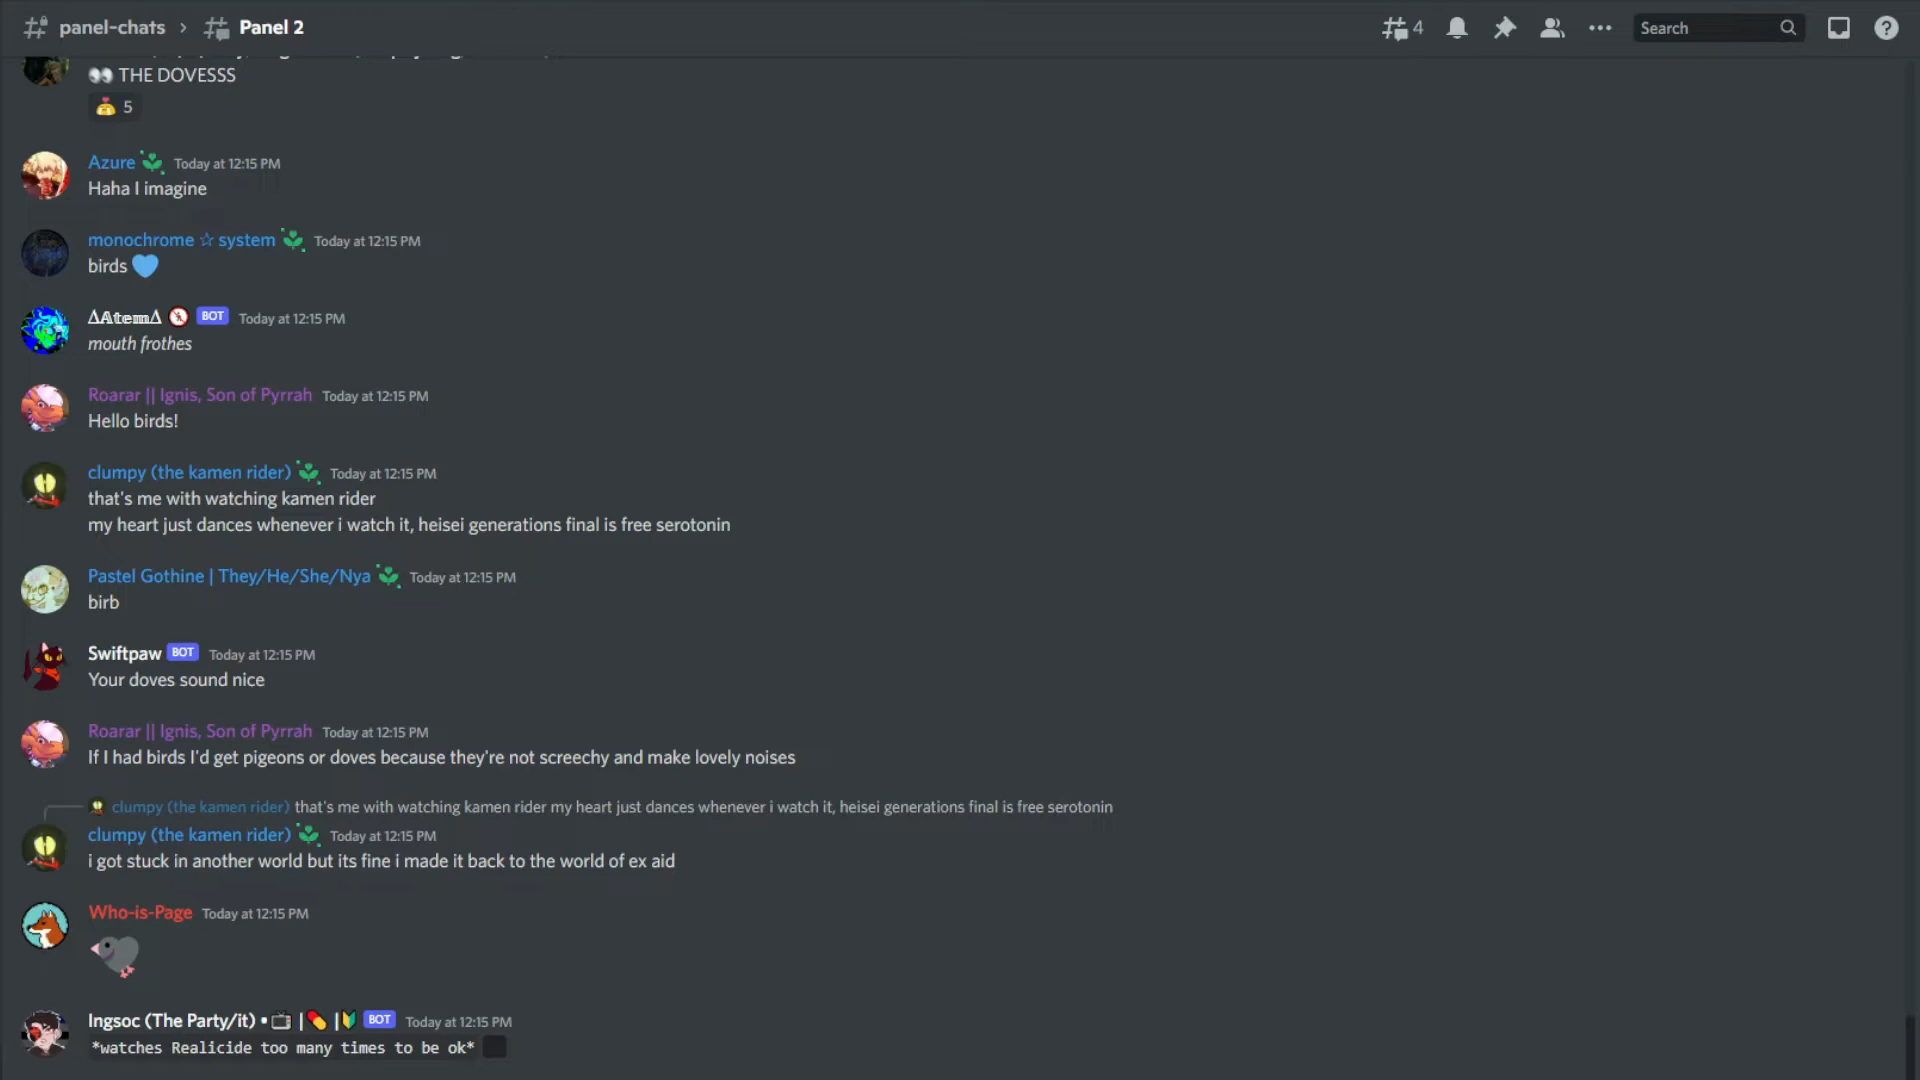 panel-chats › Panel 2
4
Search
THE DOVESSS
5
Azure Today at 12:15 PM
Haha I imagine
monochrome ☆ system Today at 12:15 PM
birds
ΔAtemΔ BOT Today at 12:15 PM
mouth frothes
Roarar || Ignis, Son of Pyrrah Today at 12:15 PM
Hello birds!
clumpy (the kamen rider) Today at 12:15 PM
that's me with watching kamen rider
my heart just dances whenever i watch it, heisei generations final is free serotonin
Pastel Gothine | They/He/She/Nya Today at 12:15 PM
birb
Swiftpaw BOT Today at 12:15 PM
Your doves sound nice
Roarar || Ignis, Son of Pyrrah Today at 12:15 PM
If I had birds I'd get pigeons or doves because they're not screechy and make lovely noises
clumpy (the kamen rider) that's me with watching kamen rider my heart just dances whenever i watch it, heisei generations final is free serotonin
clumpy (the kamen rider) Today at 12:15 PM
i got stuck in another world but its fine i made it back to the world of ex aid
Who-is-Page Today at 12:15 PM
Ingsoc (The Party/it) • | | BOT Today at 12:15 PM
*watches Realicide too many times to be ok*